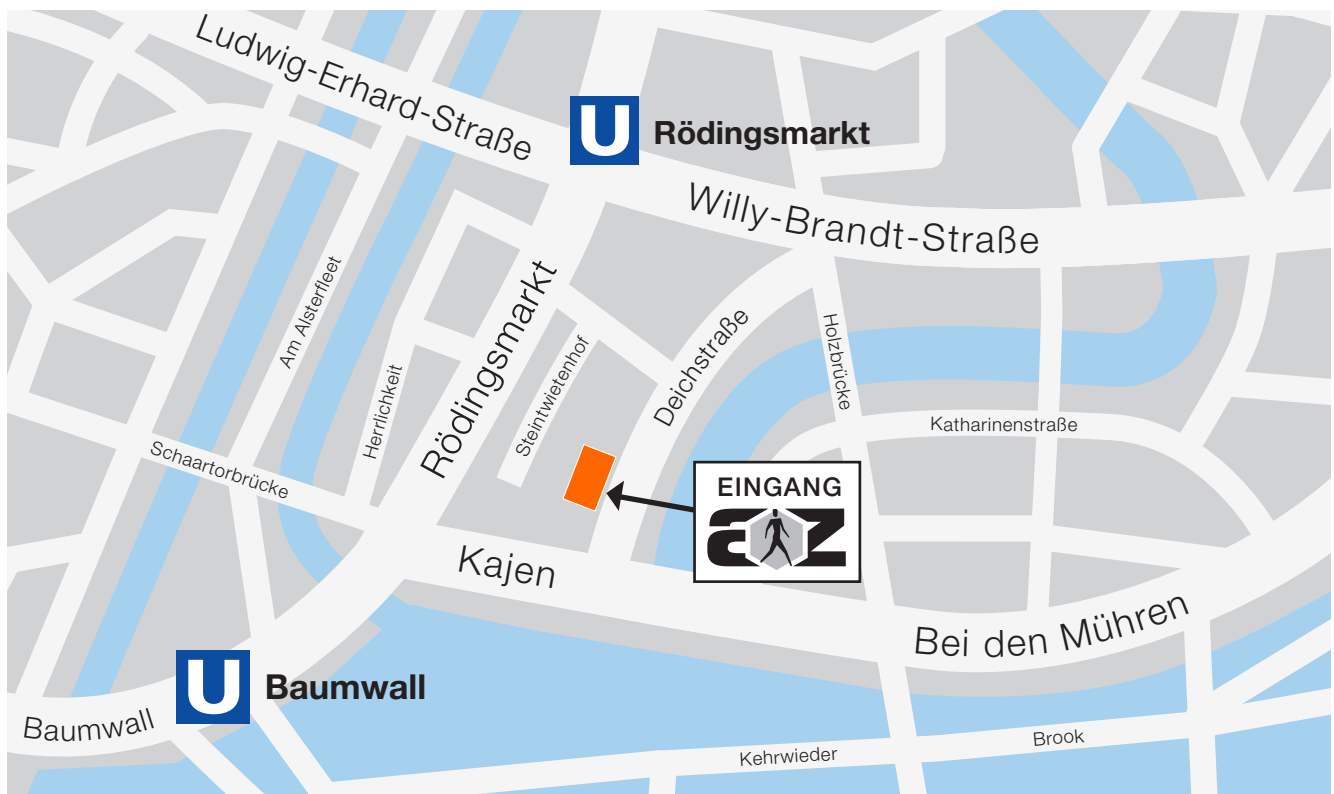 Ludwig-Erhard-Straße
U Rödingsmarkt
Willy-Brandt-Straße
Am Alsterfleet
Herrlichkeit
Rödingsmarkt
Steintwietenhof
Deichstraße
Holzbrücke
Katharinenstraße
Schaartorbrücke
EINGANG
az
Kajen
Bei den Mühren
U Baumwall
Baumwall
Kehrwieder
Brook